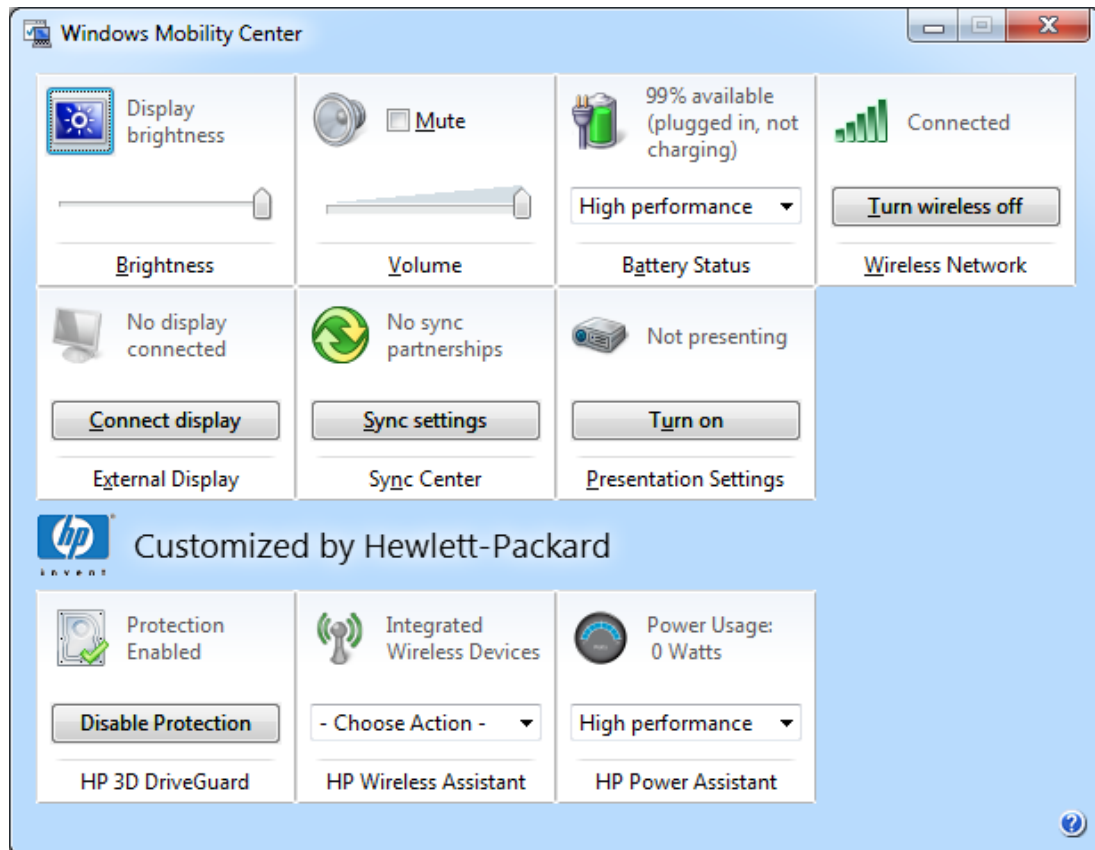 Windows Mobility Center
Display
brightness
Brightness
Mute
Volume
99% available
(plugged in, not
charging)
High performance
Battery Status
Connected
Turn wireless off
Wireless Network
No display
connected
Connect display
External Display
No sync
partnerships
Sync settings
Sync Center
Not presenting
Turn on
Presentation Settings
hp
invent
Customized by Hewlett-Packard
Protection
Enabled
Disable Protection
HP 3D DriveGuard
Integrated
Wireless Devices
- Choose Action -
HP Wireless Assistant
Power Usage:
0 Watts
High performance
HP Power Assistant